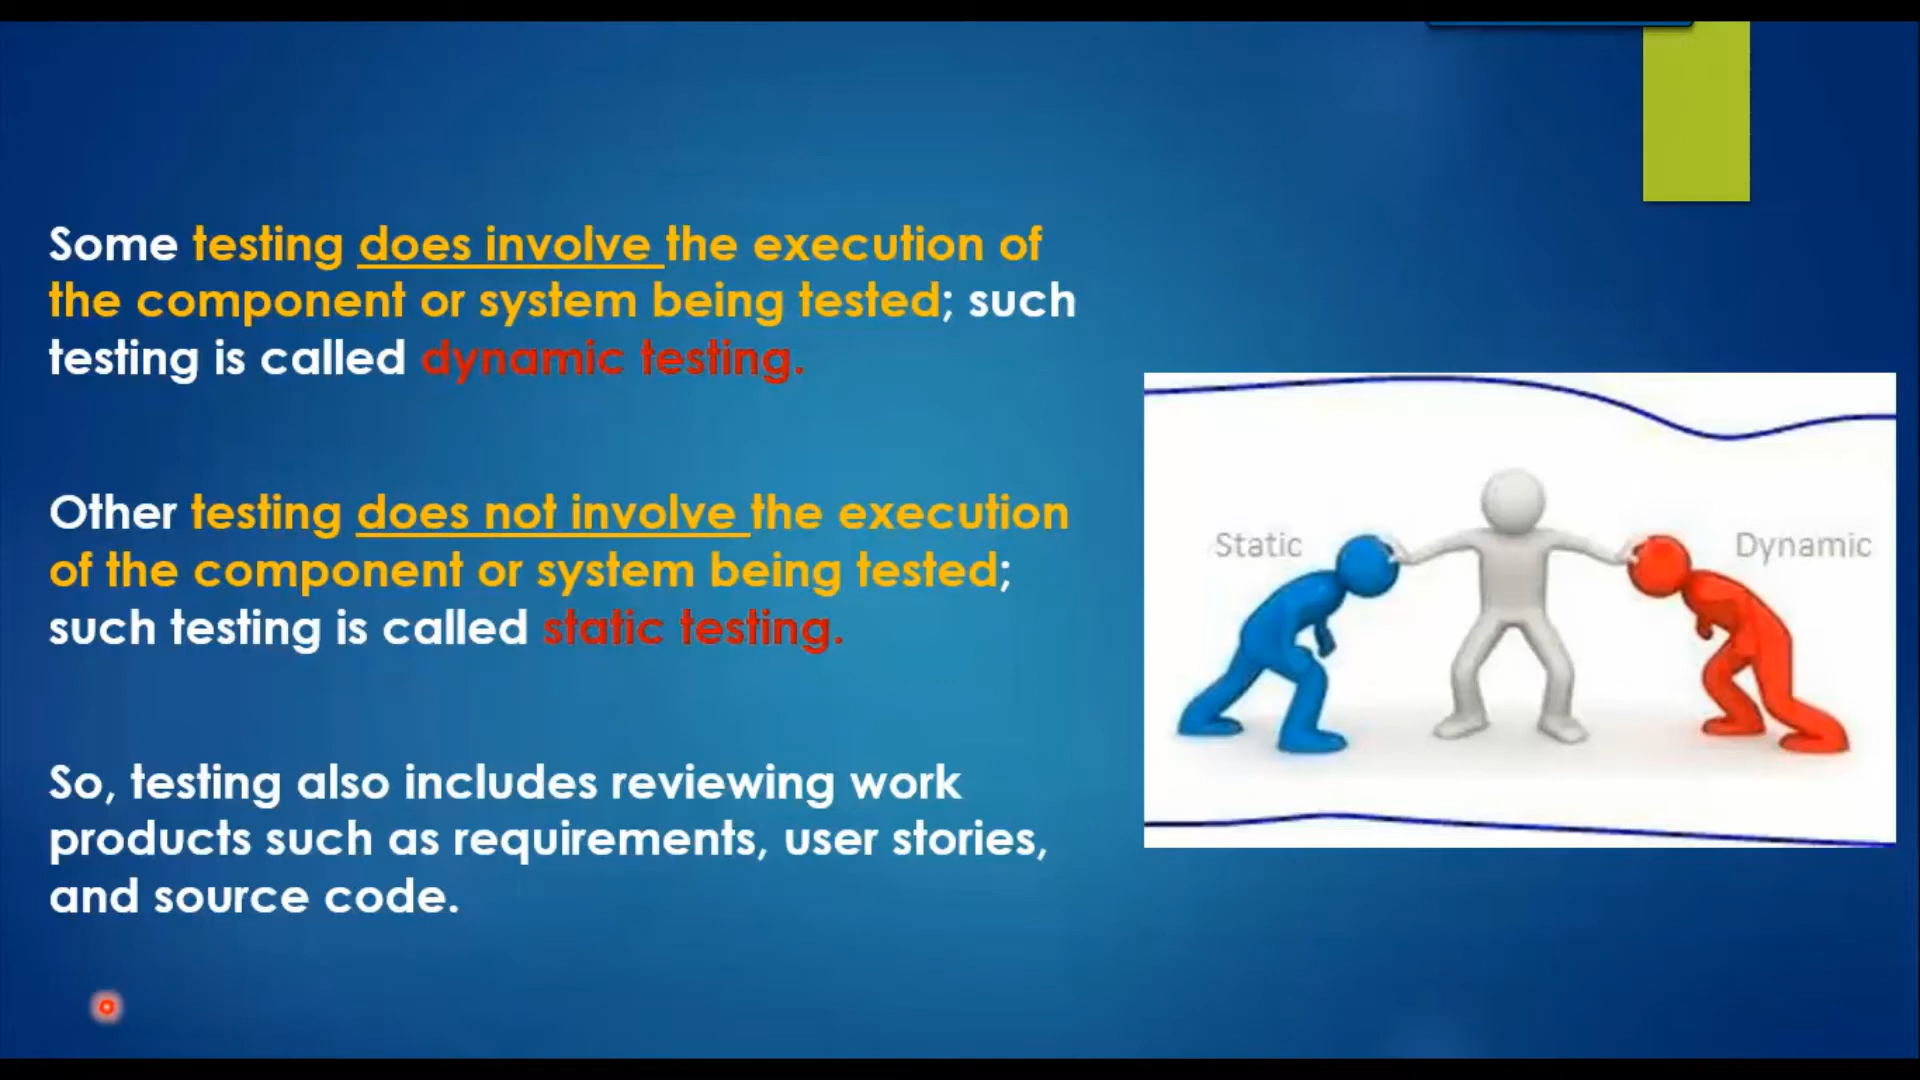 Some testing does involve the execution of
the component or system being tested; such
testing is called dynamic testing.
Other testing does not involve the execution
of the component or system being tested;
such testing is called static testing.
So, testing also includes reviewing work
products such as requirements, user stories,
and source code.
Static
Dynamic